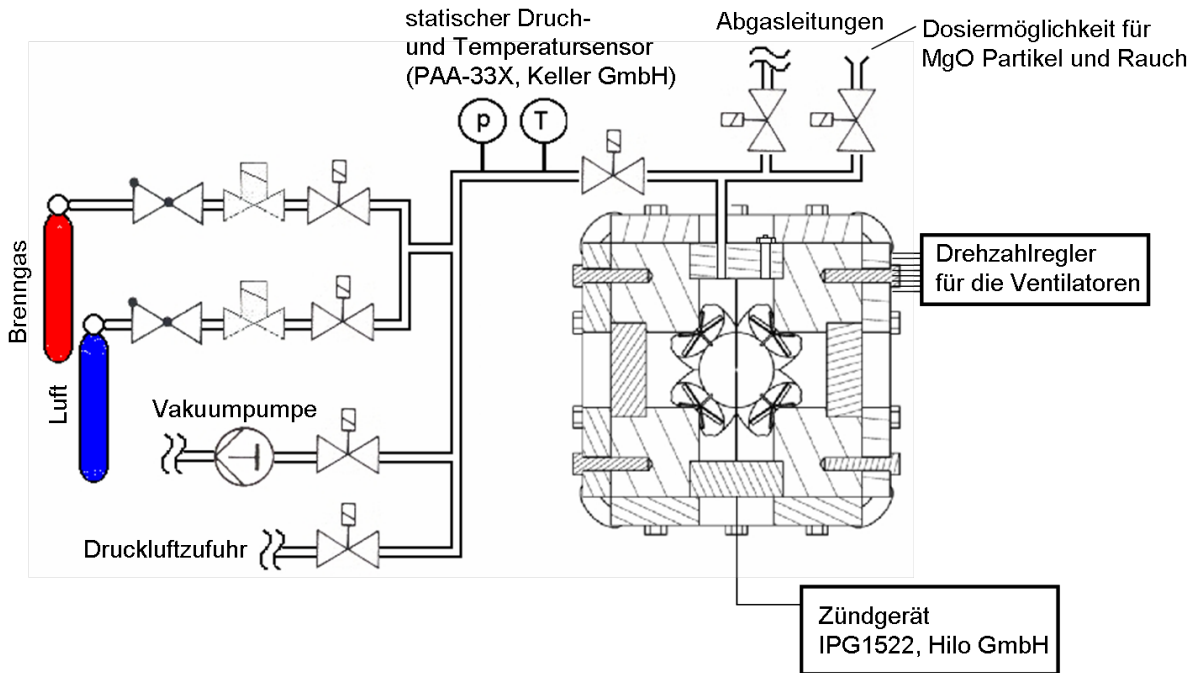 statischer Druch-
und Temperatursensor
(PAA-33X, Keller GmbH)
Abgasleitungen
Dosiermöglichkeit für
MgO Partikel und Rauch
p
T
Brenngas
Luft
Drehzahlregler
für die Ventilatoren
Vakuumpumpe
Druckluftzufuhr
Zündgerät
IPG1522, Hilo GmbH